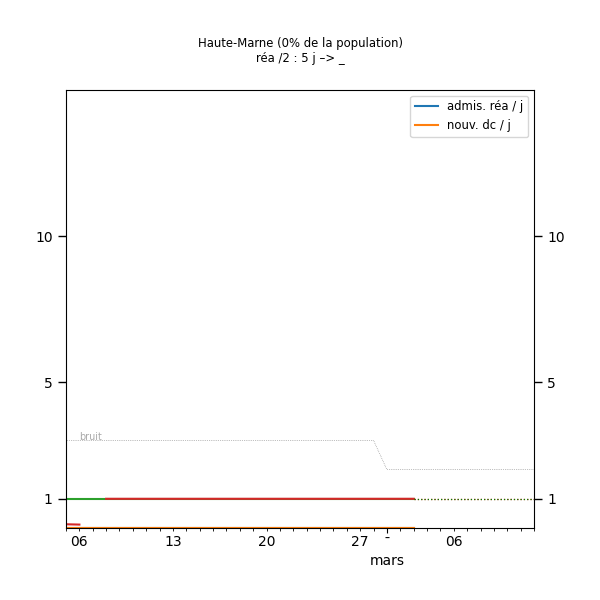 Haute-Marne (0% de la population)
réa /2 : 5 j –> _
admis. réa / j
nouv. dc / j
10 10
5 5
bruit
1 1
06 13 20 27 - 06
mars